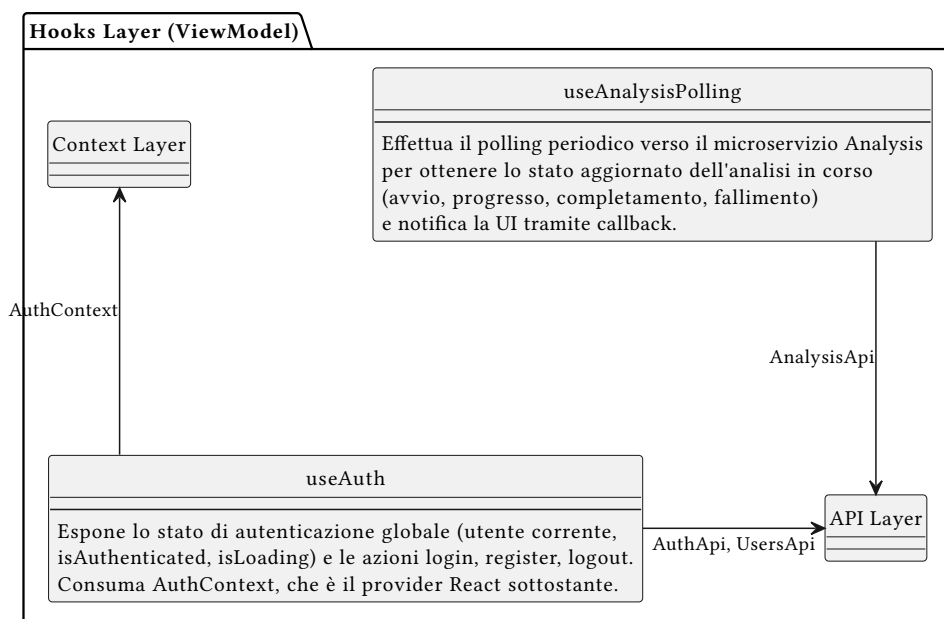 Hooks Layer (ViewModel)
useAnalysisPolling
Effettua il polling periodico verso il microservizio Analysis
per ottenere lo stato aggiornato dell'analisi in corso
(avvio, progresso, completamento, fallimento)
e notifica la UI tramite callback.
Context Layer
AuthContext
AnalysisApi
useAuth
Espone lo stato di autenticazione globale (utente corrente,
isAuthenticated, isLoading) e le azioni login, register, logout.
Consuma AuthContext, che è il provider React sottostante.
AuthApi, UsersApi
API Layer